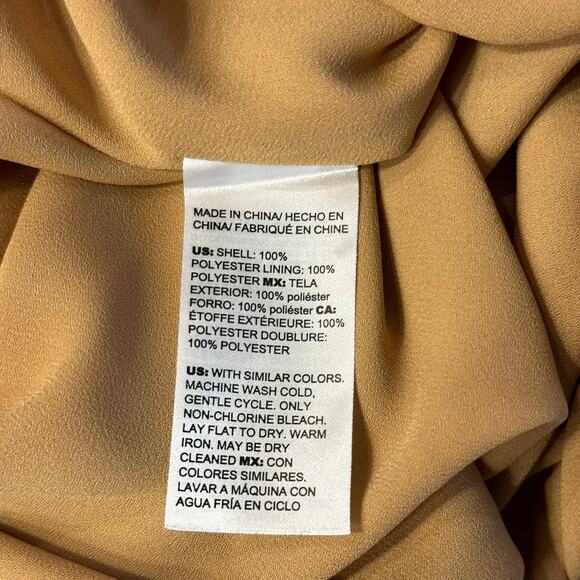 MADE IN CHINA/ HECHO EN
CHINA/ FABRIQUÉ EN CHINE
US: SHELL: 100%
POLYESTER LINING: 100%
POLYESTER MX: TELA
EXTERIOR: 100% poliéster
FORRO: 100% poliéster CA:
ÉTOFFE EXTÉRIEURE: 100%
POLYESTER DOUBLURE:
100% POLYESTER
US: WITH SIMILAR COLORS.
MACHINE WASH COLD,
GENTLE CYCLE. ONLY
NON-CHLORINE BLEACH.
LAY FLAT TO DRY. WARM
IRON. MAY BE DRY
CLEANED MX: CON
COLORES SIMILARES.
LAVAR A MÁQUINA CON
AGUA FRÍA EN CICLO